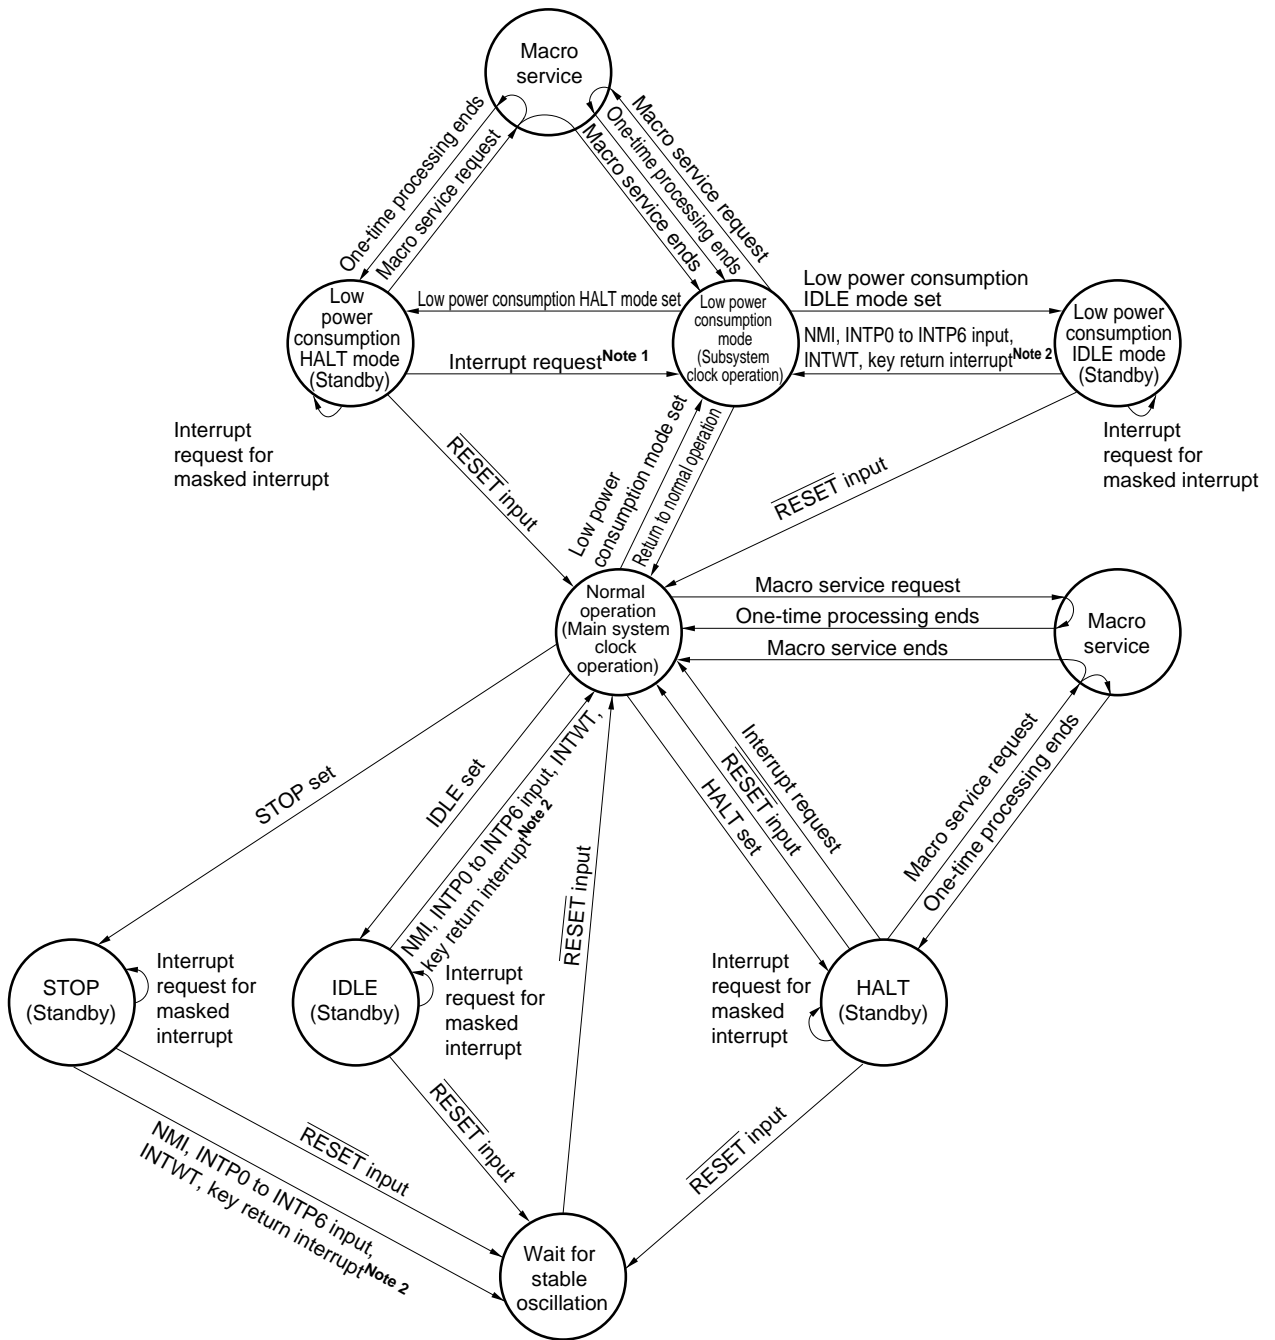 Macro
service
One-time processing ends
Macro service request
Macro service ends
One-time processing ends
Macro service request
Low
power
consumption
HALT mode
(Standby)
Low power consumption HALT mode set
Interrupt request Note 1
Low power
consumption
mode
(Subsystem
clock operation)
Low power consumption
IDLE mode set
NMI, INTP0 to INTP6 input,
INTWT, key return interrupt Note 2
Low
power
consumption
IDLE mode
(Standby)
Interrupt
request for
masked interrupt
RESET input
Low power
consumption mode set
Return to normal operation
RESET input
Interrupt
request for
masked interrupt
Normal
operation
(Main system
clock
operation)
Macro service request
One-time processing ends
Macro service ends
Macro
service
STOP set
IDLE set
NMI, INTP0 to INTP6 input, INTWT,
key return interrupt Note 2
RESET input
HALT set
RESET input
Interrupt request
Macro service request
One-time processing ends
STOP
(Standby)
Interrupt
request for
masked
interrupt
IDLE
(Standby)
Interrupt
request for
masked
interrupt
Interrupt
request for
masked
interrupt
HALT
(Standby)
RESET input
NMI, INTP0 to INTP6 input,
INTWT, key return interrupt Note 2
RESET input
RESET input
Wait for
stable
oscillation